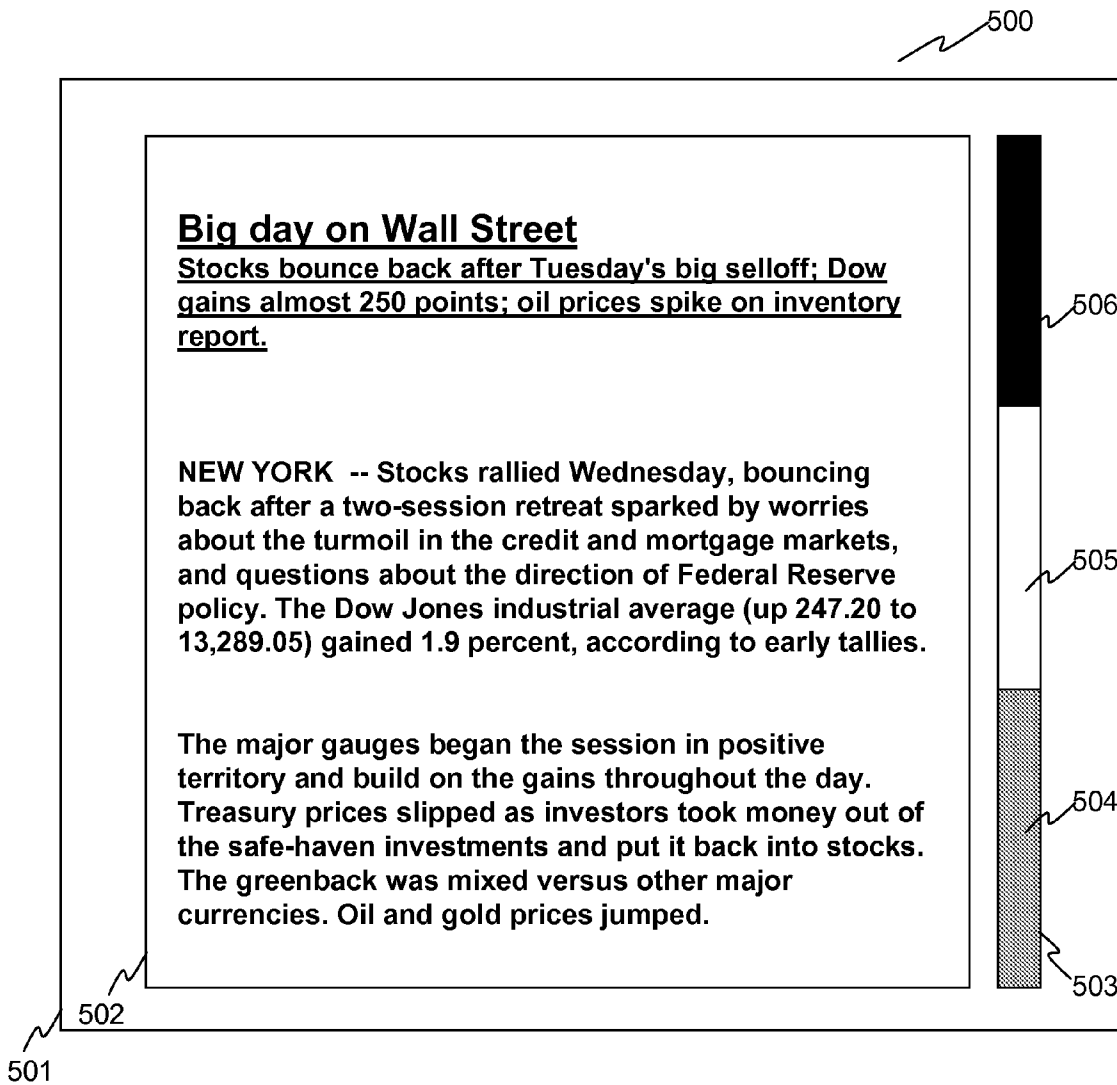 500
Big day on Wall Street
Stocks bounce back after Tuesday's big selloff; Dow
gains almost 250 points; oil prices spike on inventory
report.
506
NEW YORK  -- Stocks rallied Wednesday, bouncing
back after a two-session retreat sparked by worries
about the turmoil in the credit and mortgage markets,
and questions about the direction of Federal Reserve
policy. The Dow Jones industrial average (up 247.20 to
13,289.05) gained 1.9 percent, according to early tallies.
505
The major gauges began the session in positive
territory and build on the gains throughout the day.
Treasury prices slipped as investors took money out of
the safe-haven investments and put it back into stocks.
The greenback was mixed versus other major
currencies. Oil and gold prices jumped.
504
503
502
501